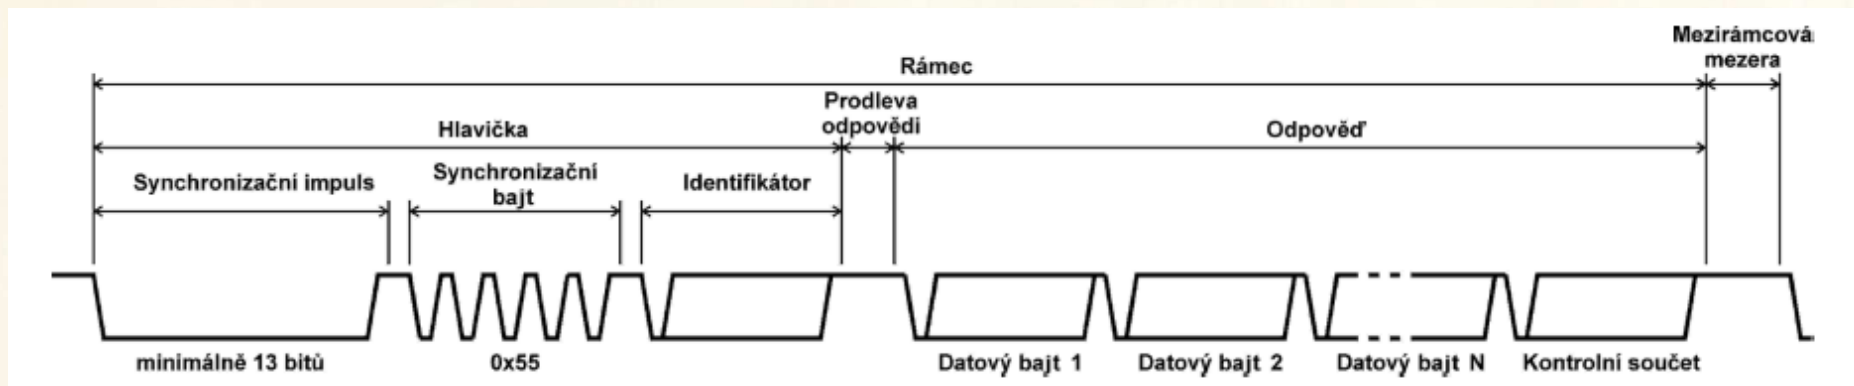 Mezirámcová
mezera
Rámec
Prodleva
odpovědi
Hlavička
Odpověď
Synchronizační impuls
Synchronizační
bajt
Identifikátor
minimálně 13 bitů
0x55
Datový bajt 1
Datový bajt 2
Datový bajt N
Kontrolní součet